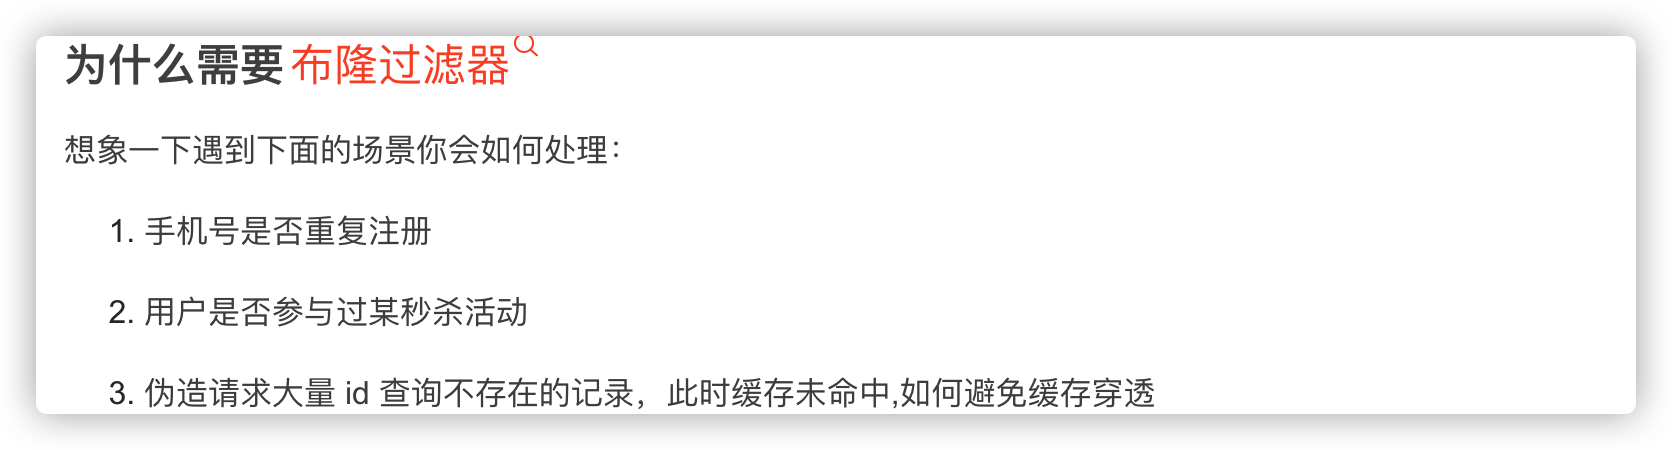 为什么需要 布隆过滤器
想象一下遇到下面的场景你会如何处理：
1. 手机号是否重复注册
2. 用户是否参与过某秒杀活动
3. 伪造请求大量 id 查询不存在的记录，此时缓存未命中,如何避免缓存穿透